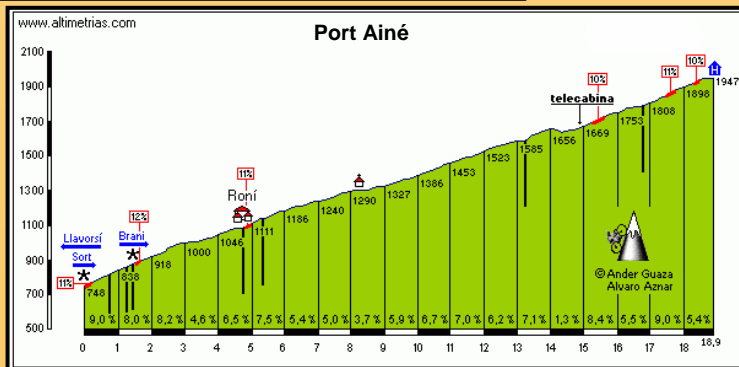 www.altimetrias.com
Port Ainé
2100
1900
1700
1500
1300
1100
900
700
500
Llavorsí
Sort
Brani
Roní
telecabina
11%
12%
11%
10%
11%
10%
748
838
918
1000
1046
1111
1186
1240
1290
1327
1386
1453
1523
1585
1656
1669
1753
1808
1898
1947
© Ander Guaza
Alvaro Aznar
9,0 % 8,0 % 8,2 % 4,6 % 6,5 % 7,5 % 5,4 % 5,0 % 3,7 % 5,9 % 6,7 % 7,0 % 6,2 % 7,1 % 1,3 % 8,4 % 5,5 % 9,0 % 5,4 %
0 1 2 3 4 5 6 7 8 9 10 11 12 13 14 15 16 17 18 18,9
H